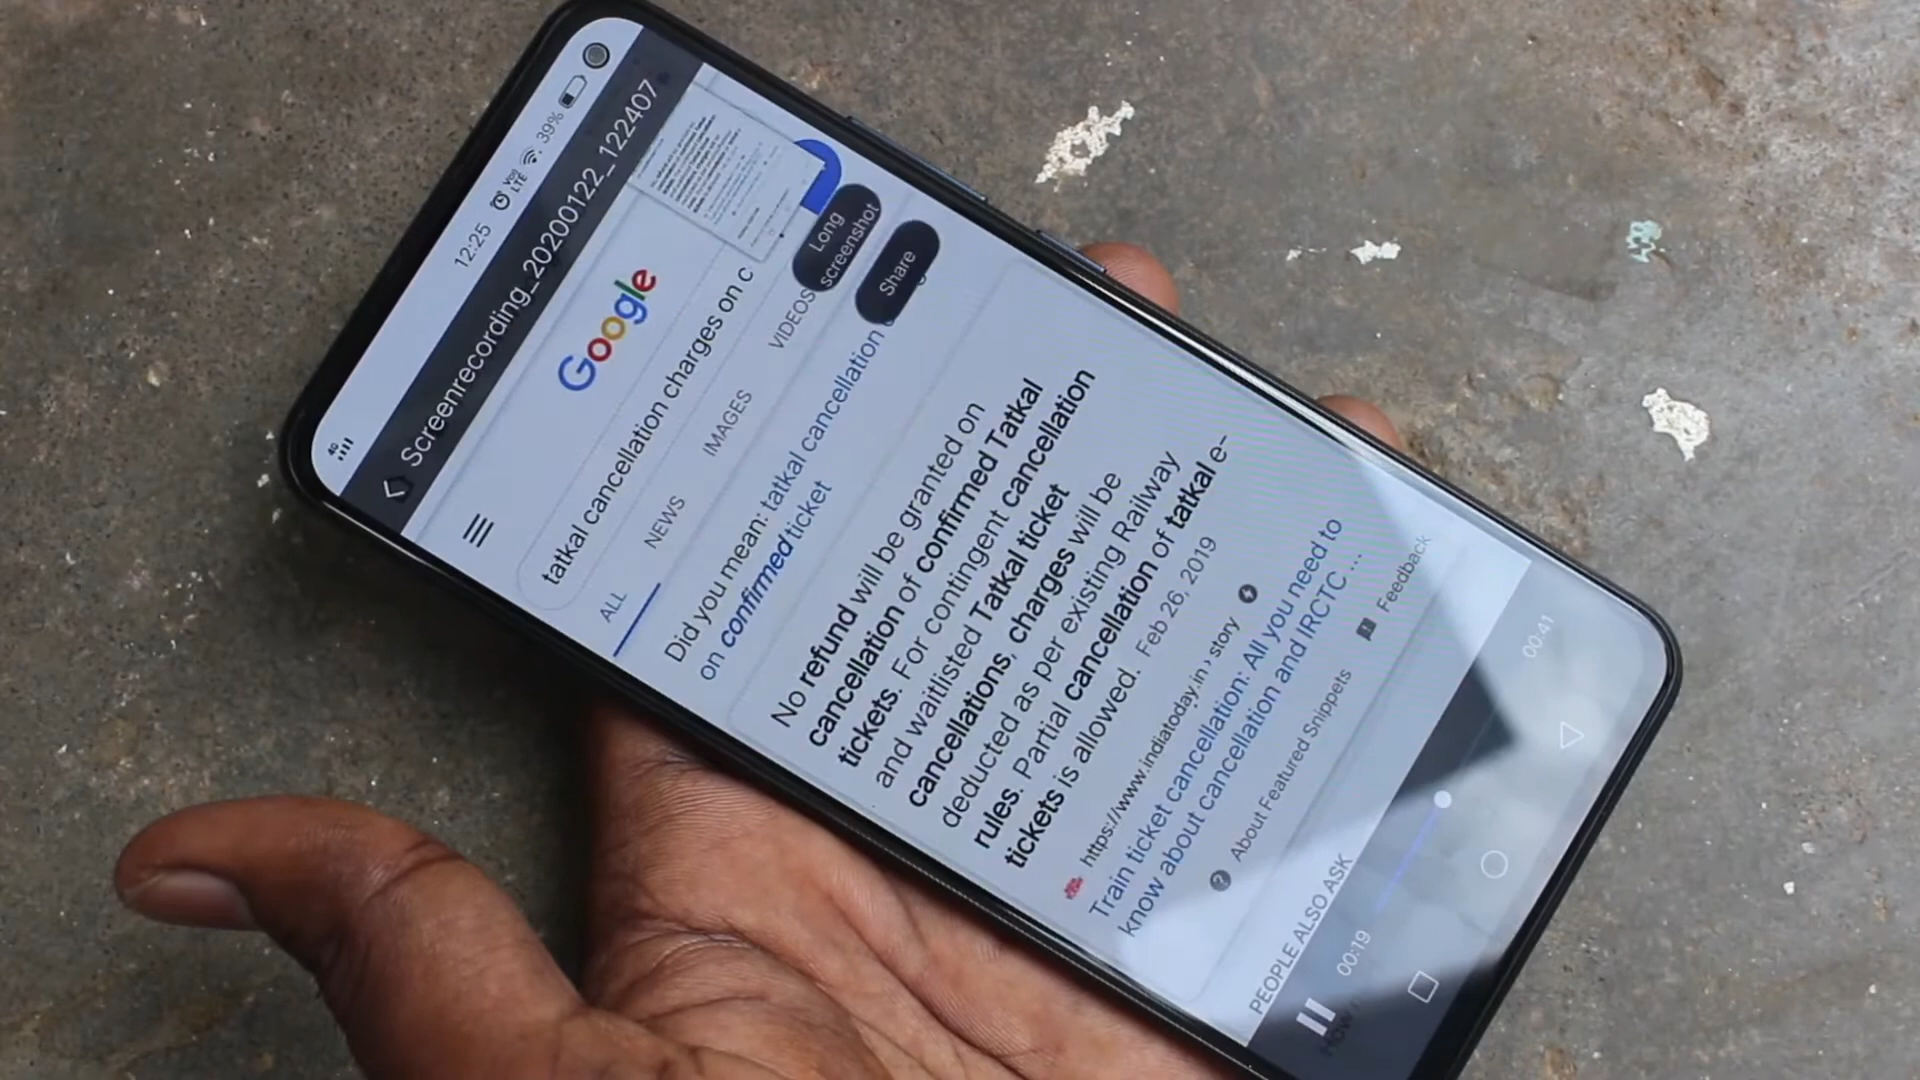 4G
12:25
VoD LTE
39%
Screenrecording_20200122_122407
Google
tatkal cancellation charges on c
ALL
NEWS
IMAGES
VIDEOS
Long
screenshot
Share
Did you mean: tatkal cancellation
on confirmed ticket
No refund will be granted on
cancellation of confirmed Tatkal
tickets. For contingent cancellation
and waitlisted Tatkal ticket
cancellations, charges will be
deducted as per existing Railway
rules. Partial cancellation of tatkal e-
tickets is allowed. Feb 26, 2019
https://www.indiatoday.in › story
Train ticket cancellation: All you need to
know about cancellation and IRCTC ...
About Featured Snippets
Feedback
PEOPLE ALSO ASK
00:19
00:41